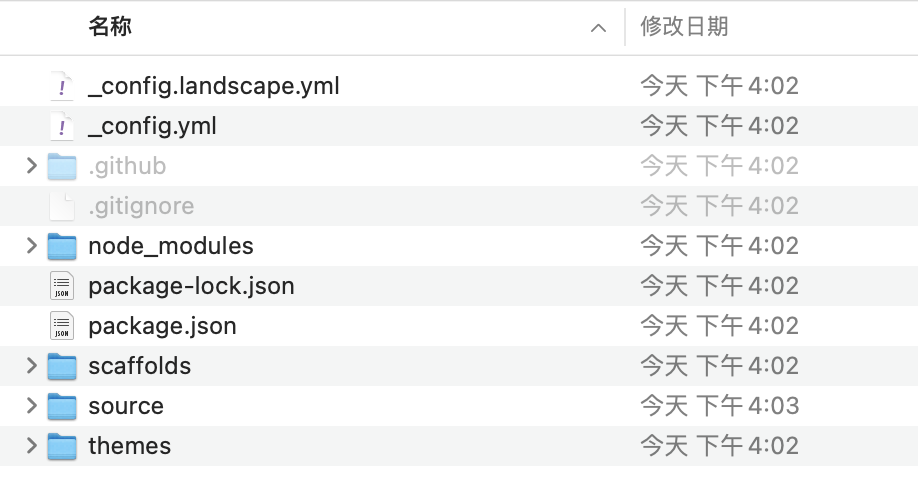 名称 修改日期
_config.landscape.yml 今天 下午4:02
_config.yml 今天 下午4:02
.github 今天 下午4:02
.gitignore 今天 下午4:02
node_modules 今天 下午4:02
JSON package-lock.json 今天 下午4:02
JSON package.json 今天 下午4:02
scaffolds 今天 下午4:02
source 今天 下午4:03
themes 今天 下午4:02